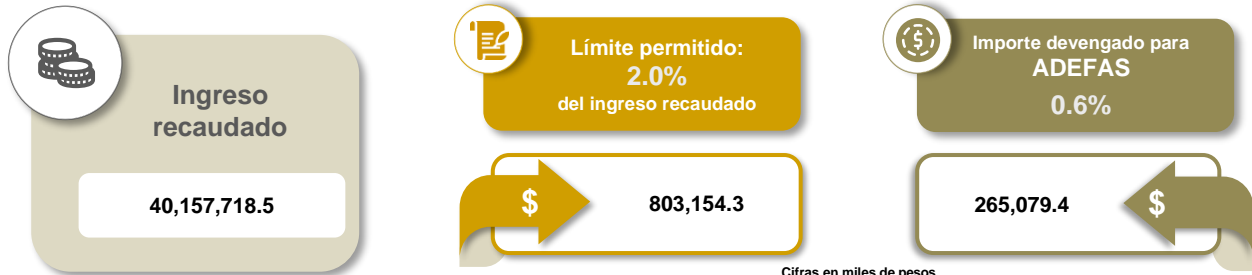 Ingreso
recaudado
40,157,718.5
Límite permitido:
2.0%
del ingreso recaudado
$
803,154.3
Importe devengado para
ADEFAS
0.6%
265,079.4
$
Cifras en miles de pesos